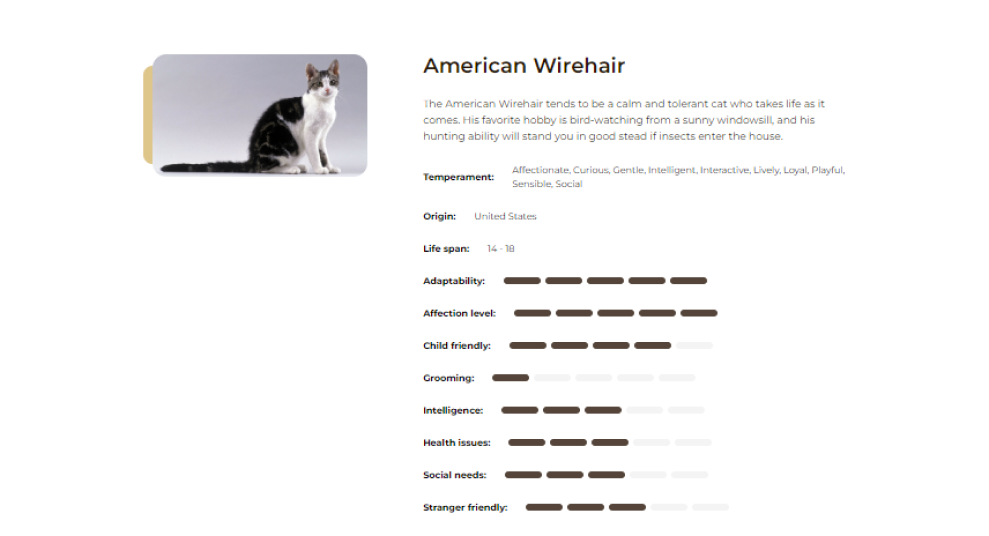 American Wirehair
The American Wirehair tends to be a calm and tolerant cat who takes life as it
comes. His favorite hobby is bird-watching from a sunny windowsill, and his
hunting ability will stand you in good stead if insects enter the house.
Temperament: Affectionate, Curious, Gentle, Intelligent, Interactive, Lively, Loyal, Playful,
Sensible, Social
Origin: United States
Life span: 14 - 18
Adaptability:
Affection level:
Child friendly:
Grooming:
Intelligence:
Health issues:
Social needs:
Stranger friendly: